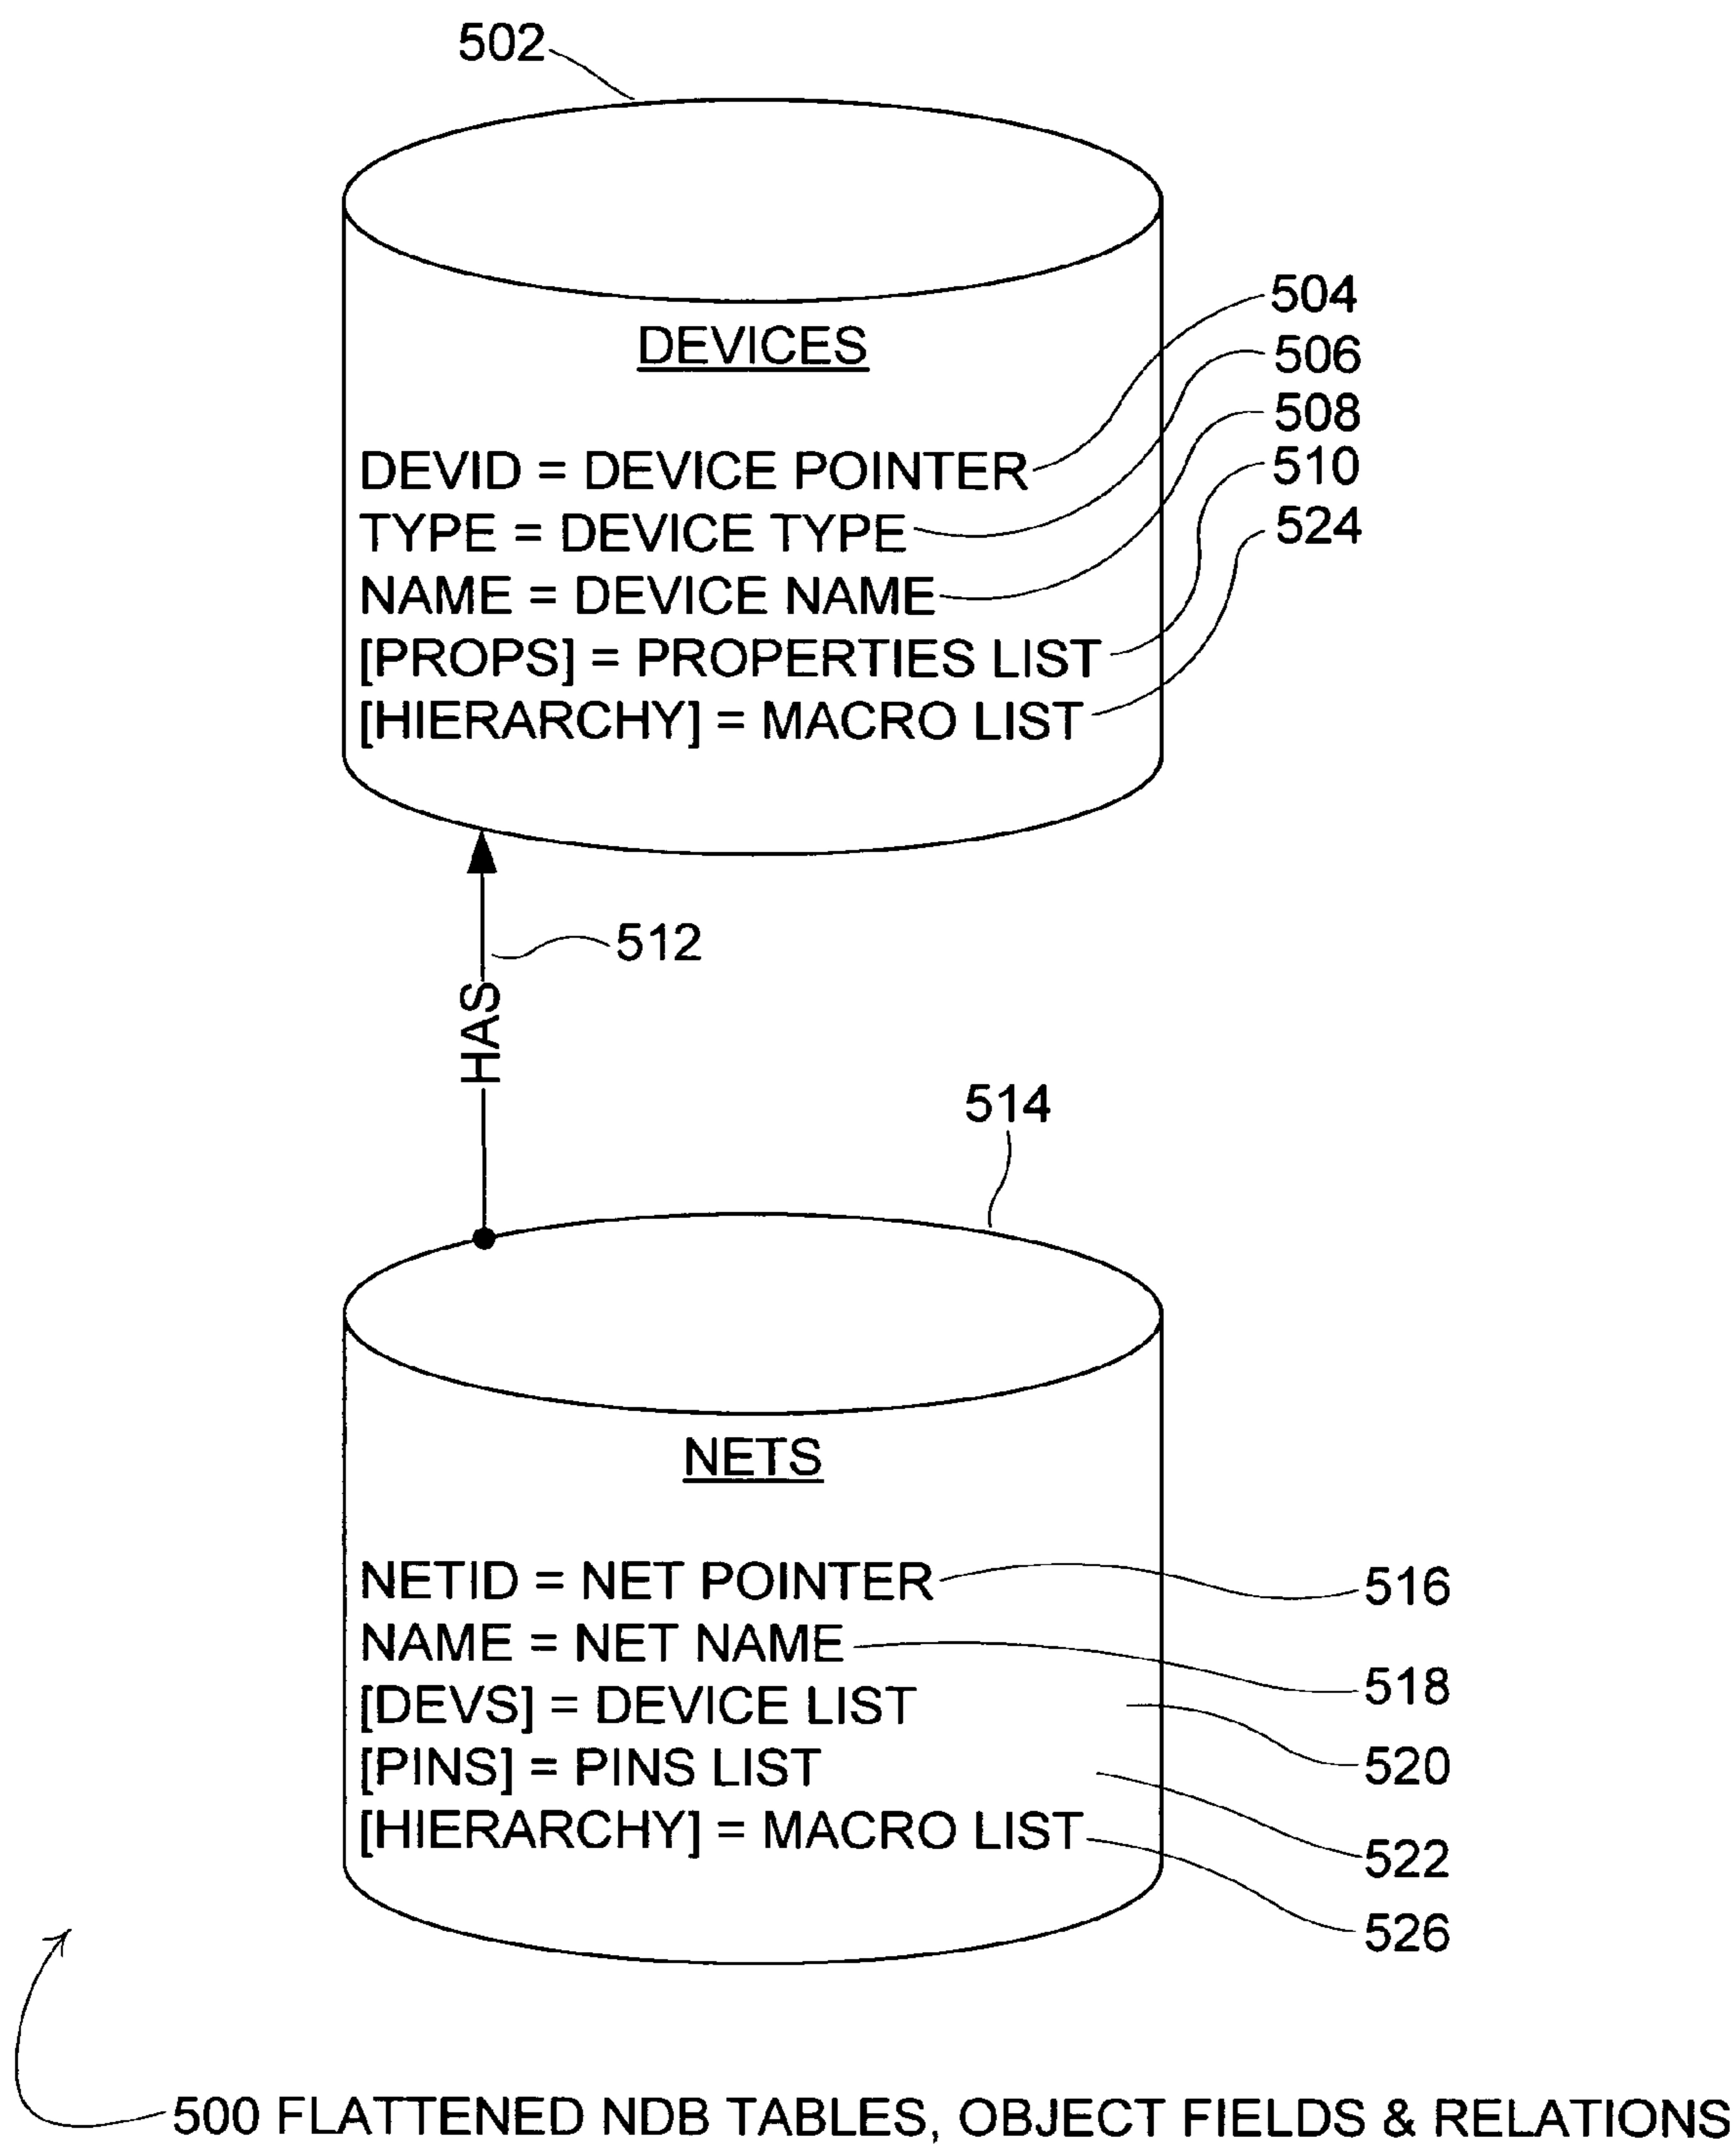 502
DEVICES
504
506
508
510
524
DEVID = DEVICE POINTER
TYPE = DEVICE TYPE
NAME = DEVICE NAME
[PROPS] = PROPERTIES LIST
[HIERARCHY] = MACRO LIST
512
HAS
514
NETS
NETID = NET POINTER
516
NAME = NET NAME
518
[DEVS] = DEVICE LIST
520
[PINS] = PINS LIST
522
[HIERARCHY] = MACRO LIST
526
500 FLATTENED NDB TABLES, OBJECT FIELDS & RELATIONS